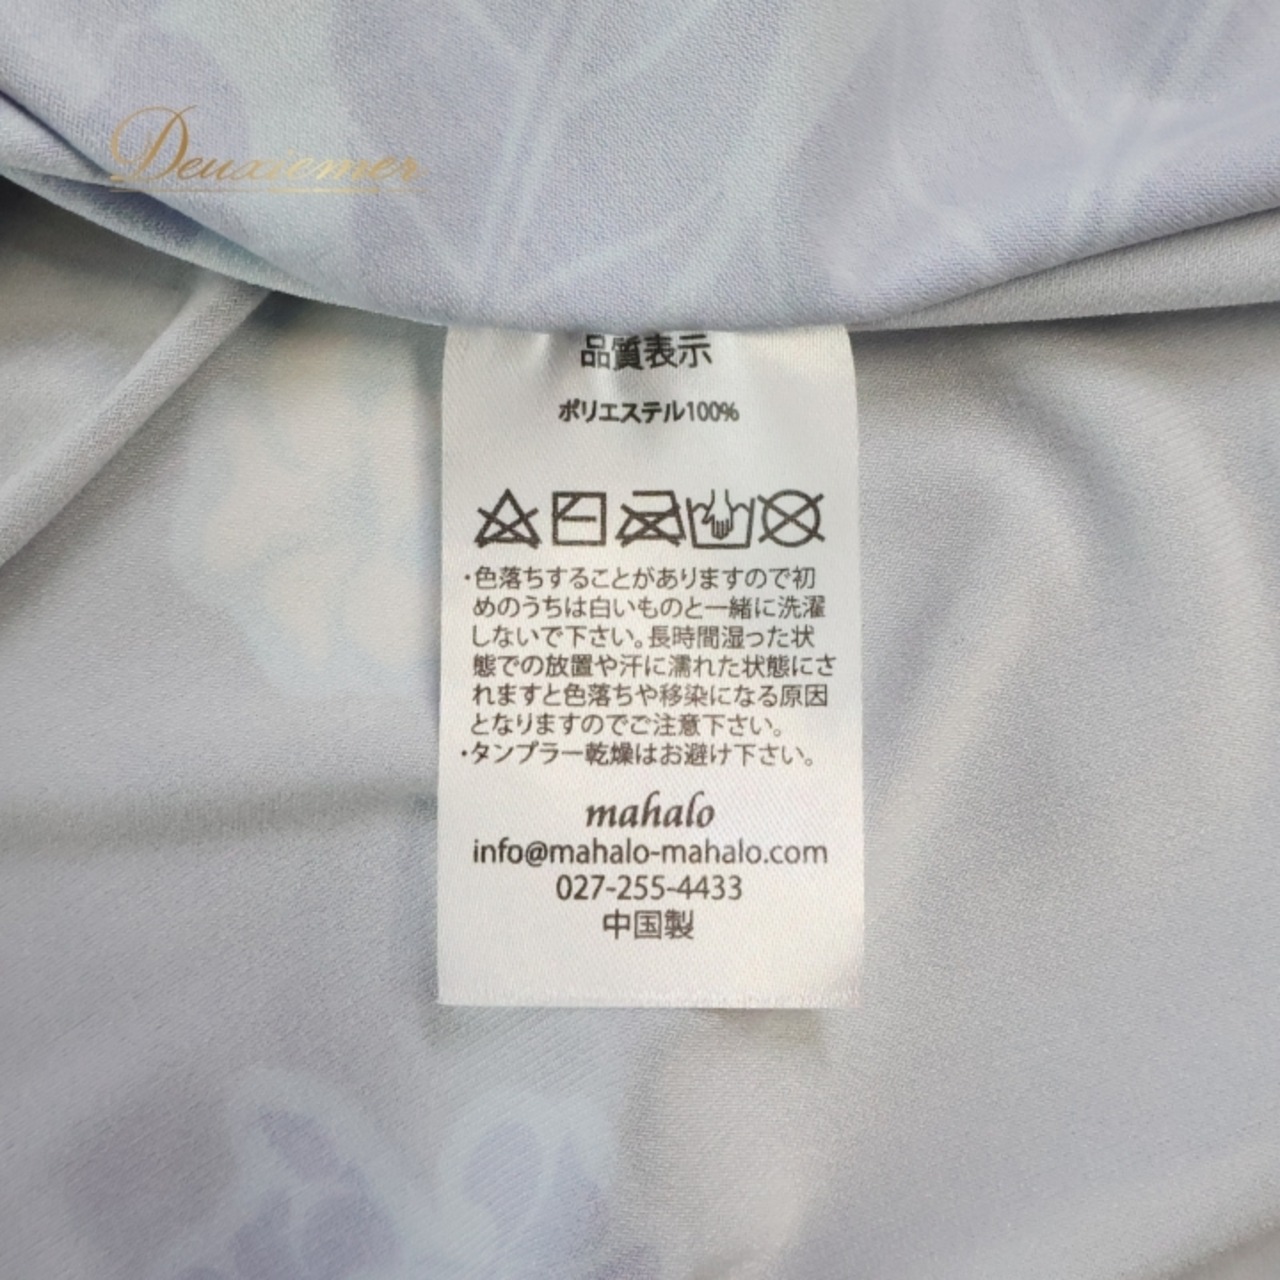 Deuxiemer
品質表示
ポリエステル100%
・色落ちすることがありますので初
めのうちは白いものと一緒に洗濯
しないで下さい。長時間湿った状
態での放置や汗に濡れた状態にさ
れますと色落ちや移染になる原因
となりますのでご注意下さい。
・タンプラー乾燥はお避け下さい。
mahalo
info@mahalo-mahalo.com
027-255-4433
中国製